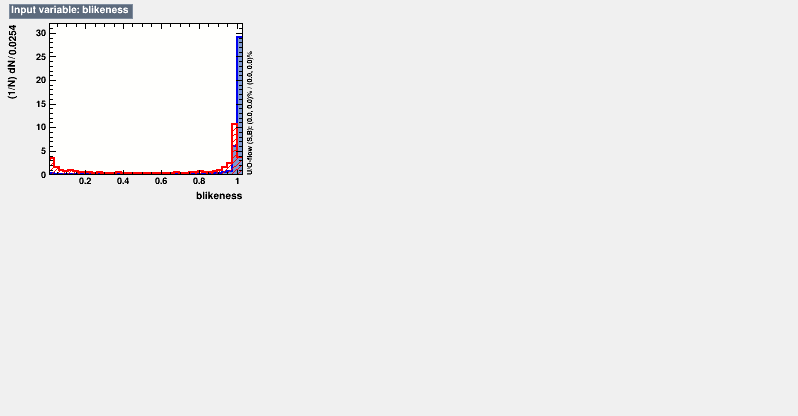 Input variable: blikeness
(1/N) dN/0.0254
30
25
20
15
10
5
0
0.2 0.4 0.6 0.8 1
blikeness
U/O-flow (S,B): (0.0, 0.0)% / (0.0, 0.0)%